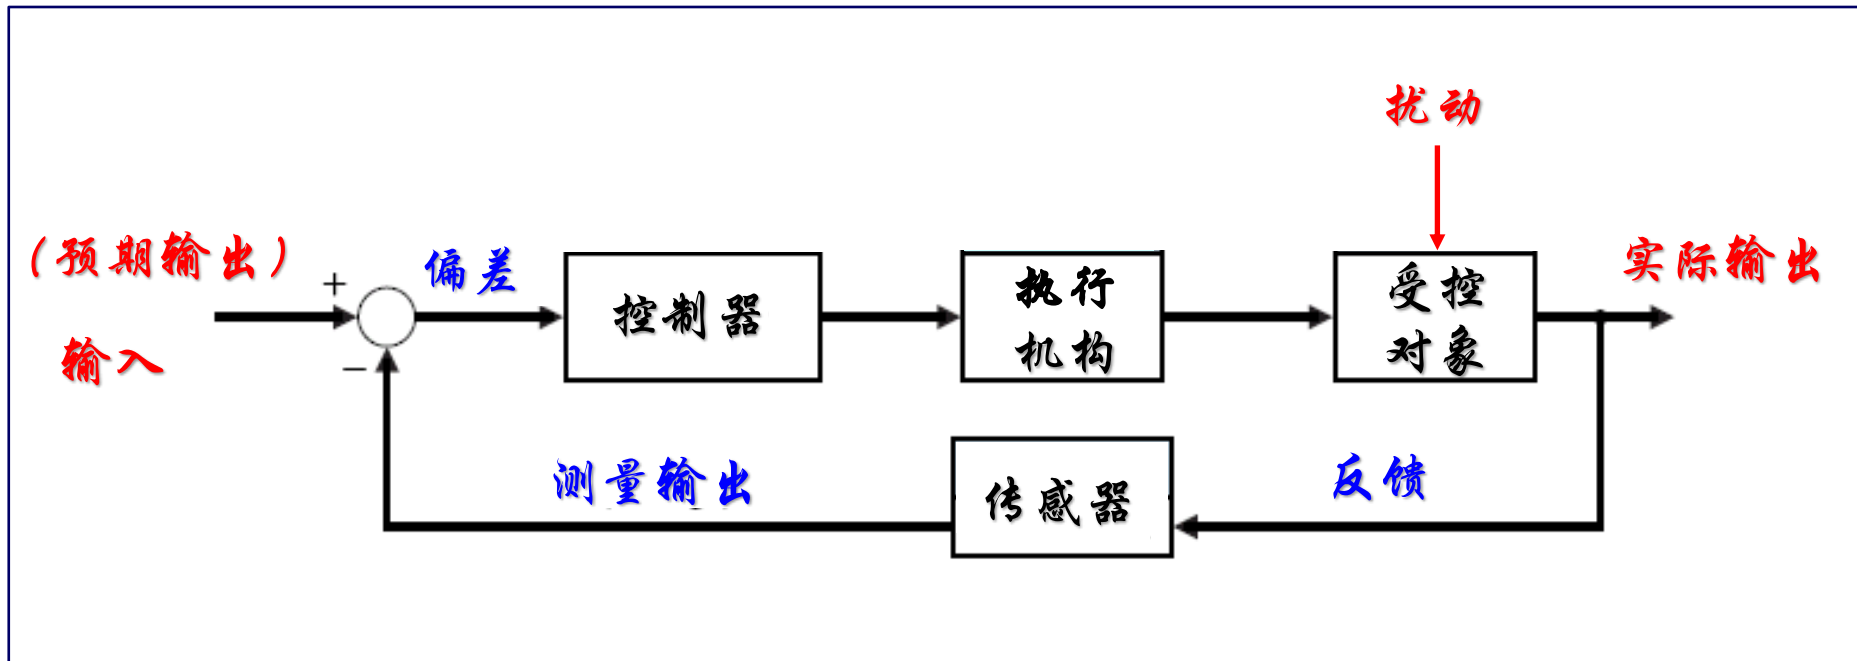 扰动
(预期输出)
输入
+
−
偏差
控制器
执行
机构
受控
对象
实际输出
测量输出
传感器
反馈